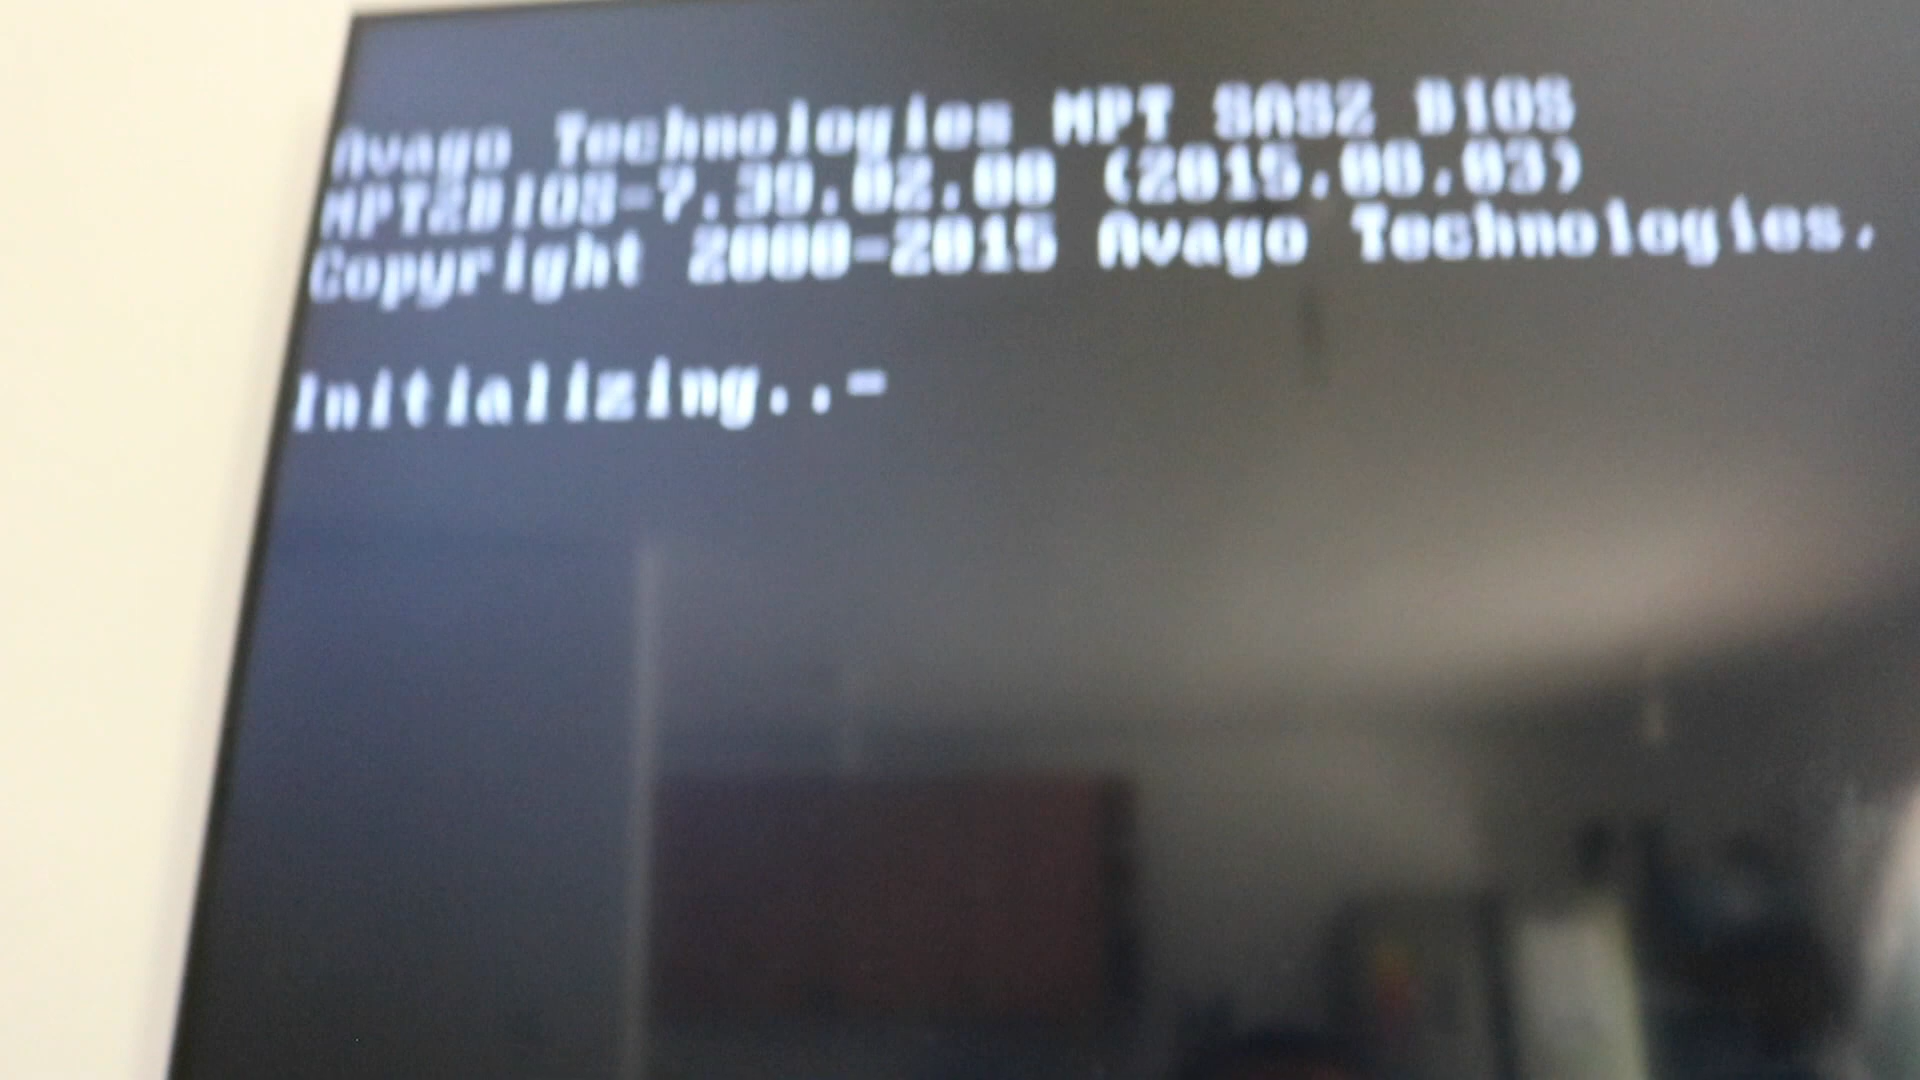 Avago Technologies MPT SAS2 BIOS
MPT2BIOS-7.39.02.00 (2015.08.03)
Copyright 2000-2015 Avago Technologies.
Initializing..-